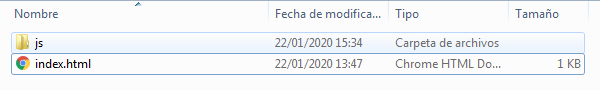 Nombre Fecha de modifica... Tipo Tamaño
js 22/01/2020 15:34 Carpeta de archivos
index.html 22/01/2020 13:47 Chrome HTML Do... 1 KB